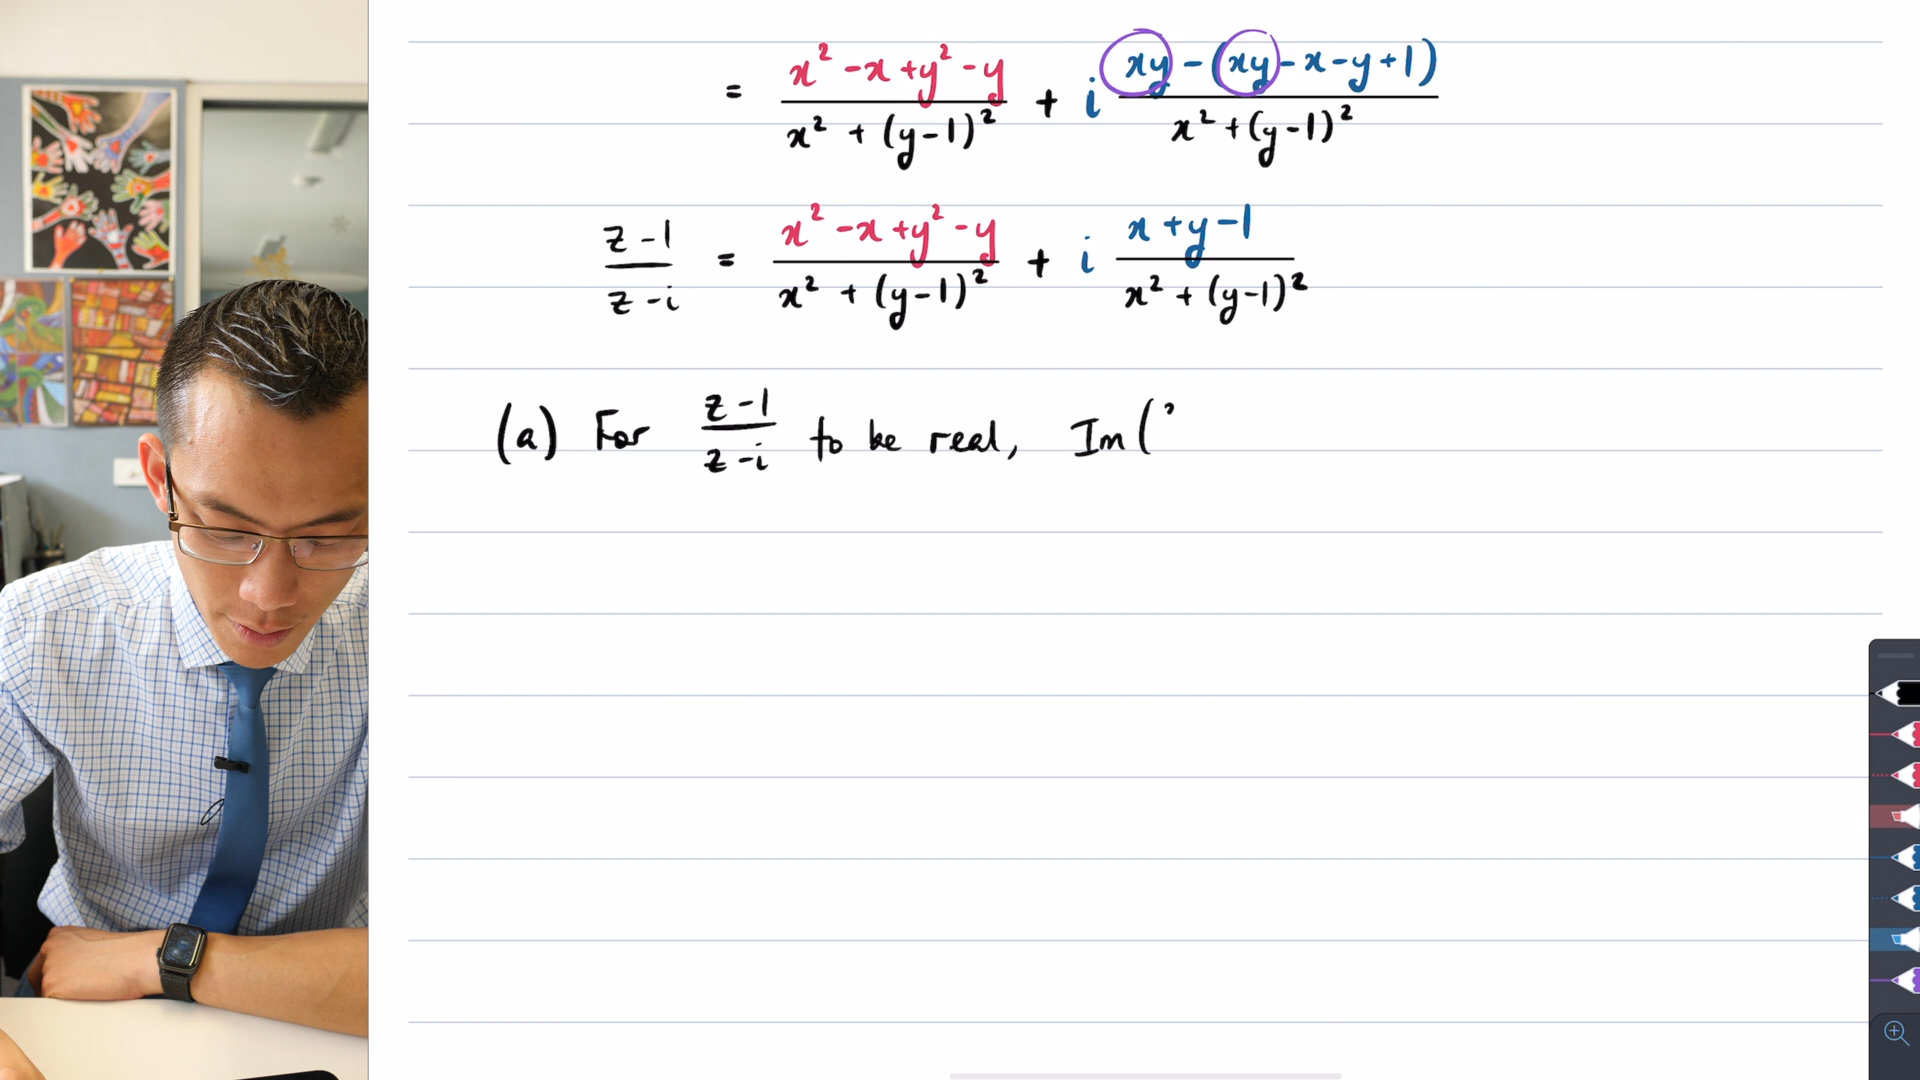 = x² - x + y² - y / x² + (y-1)² + i xy - (xy - x - y + 1) / x² + (y-1)²
z - 1 / z - i = x² - x + y² - y / x² + (y-1)² + i x + y - 1 / x² + (y-1)²
(a) For z - 1 / z - i to be real, Im (